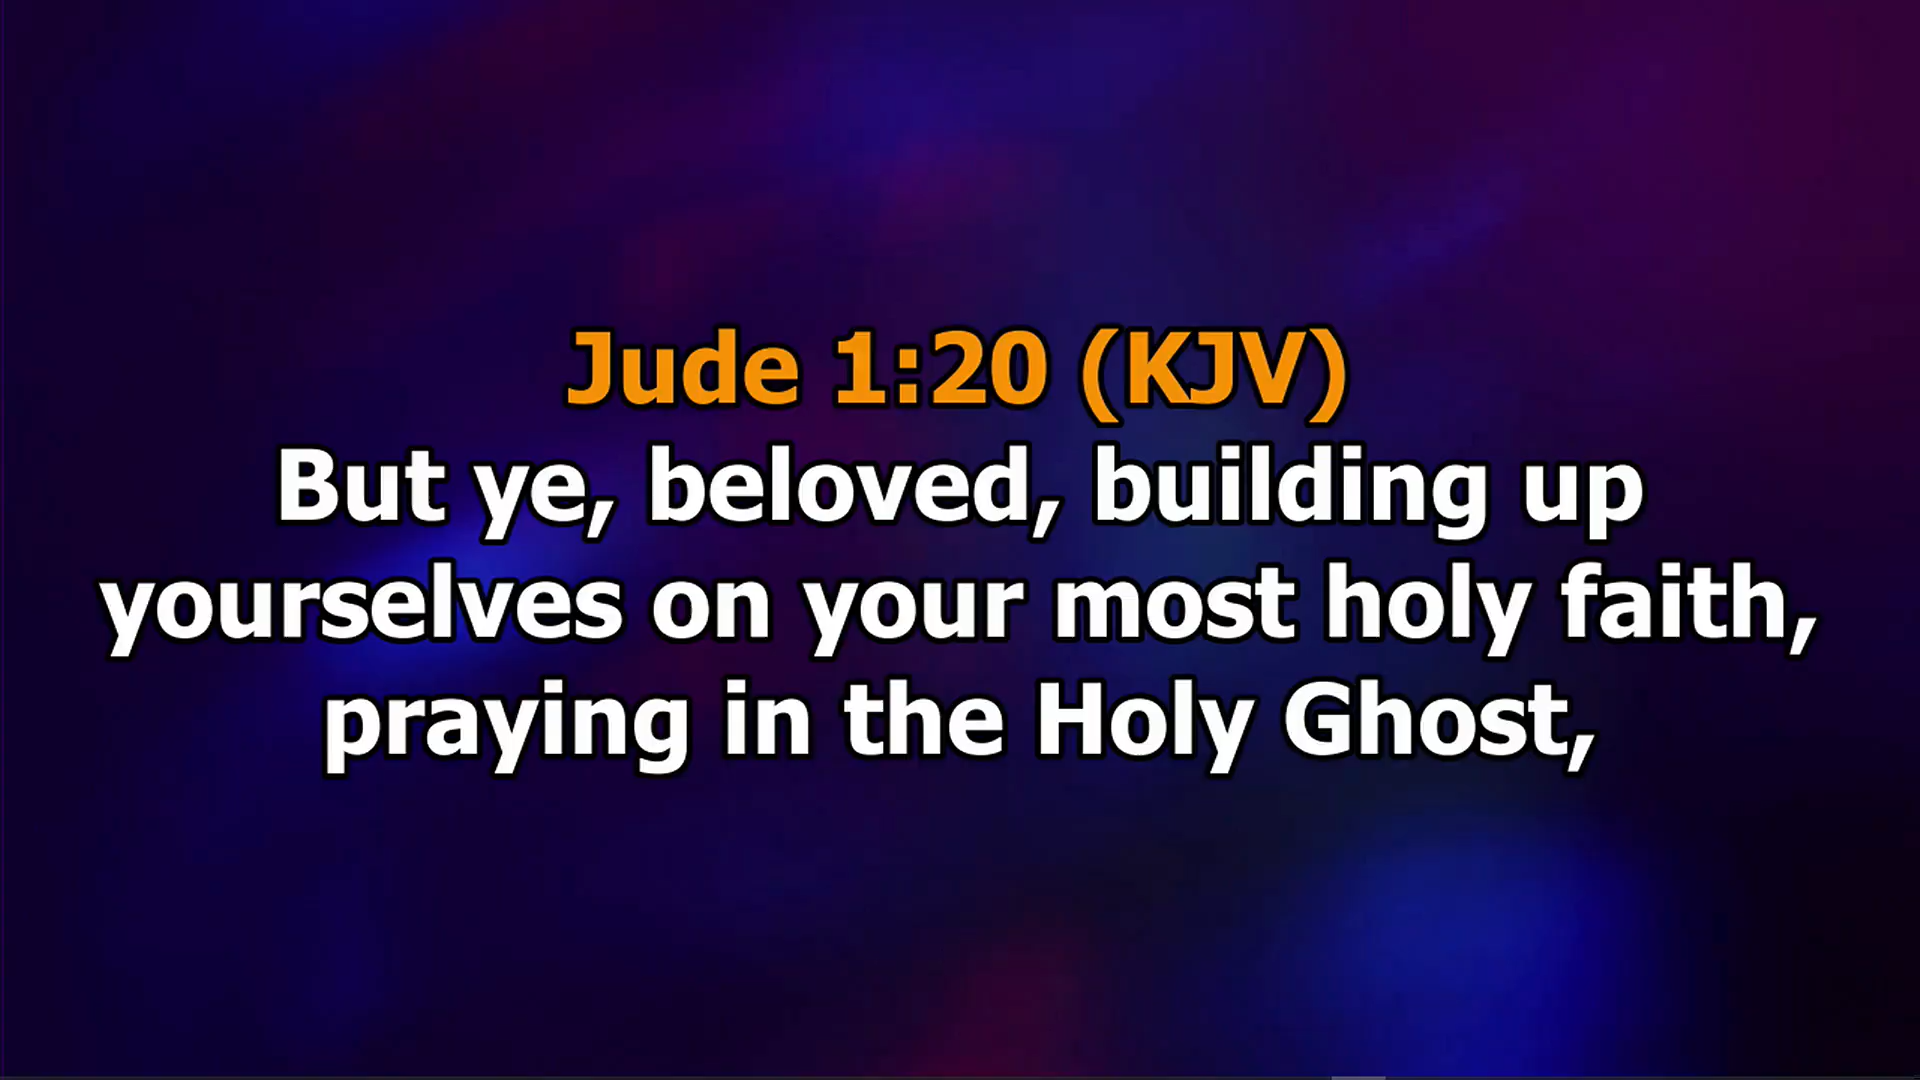 Jude 1:20 (KJV)
But ye, beloved, building up
yourselves on your most holy faith,
praying in the Holy Ghost,